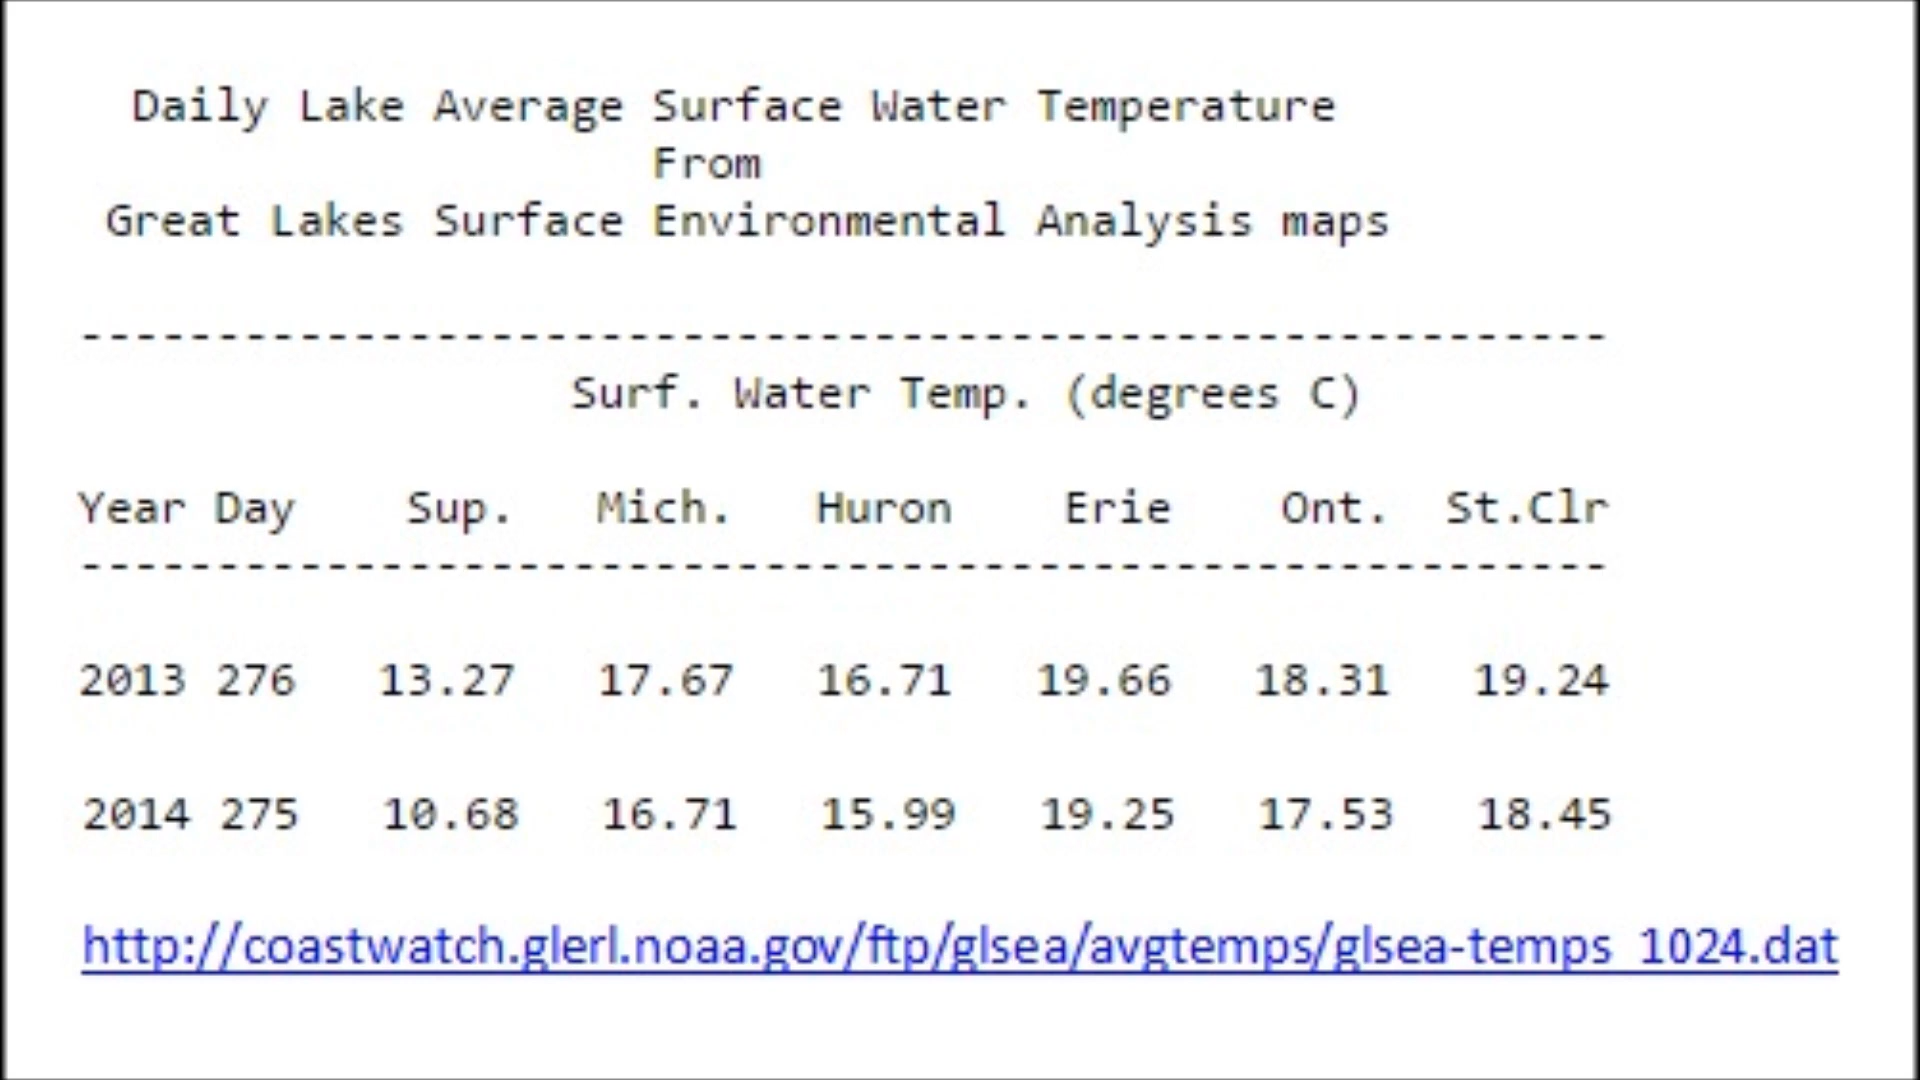 Daily Lake Average Surface Water Temperature
From
Great Lakes Surface Environmental Analysis maps
--------------------------------------------------------
Surf. Water Temp. (degrees C)
Year Day Sup. Mich. Huron Erie Ont. St.Clr
--------------------------------------------------------
2013 276 13.27 17.67 16.71 19.66 18.31 19.24
2014 275 10.68 16.71 15.99 19.25 17.53 18.45
http://coastwatch.glerl.noaa.gov/ftp/glsea/avgtemps/glsea-temps_1024.dat